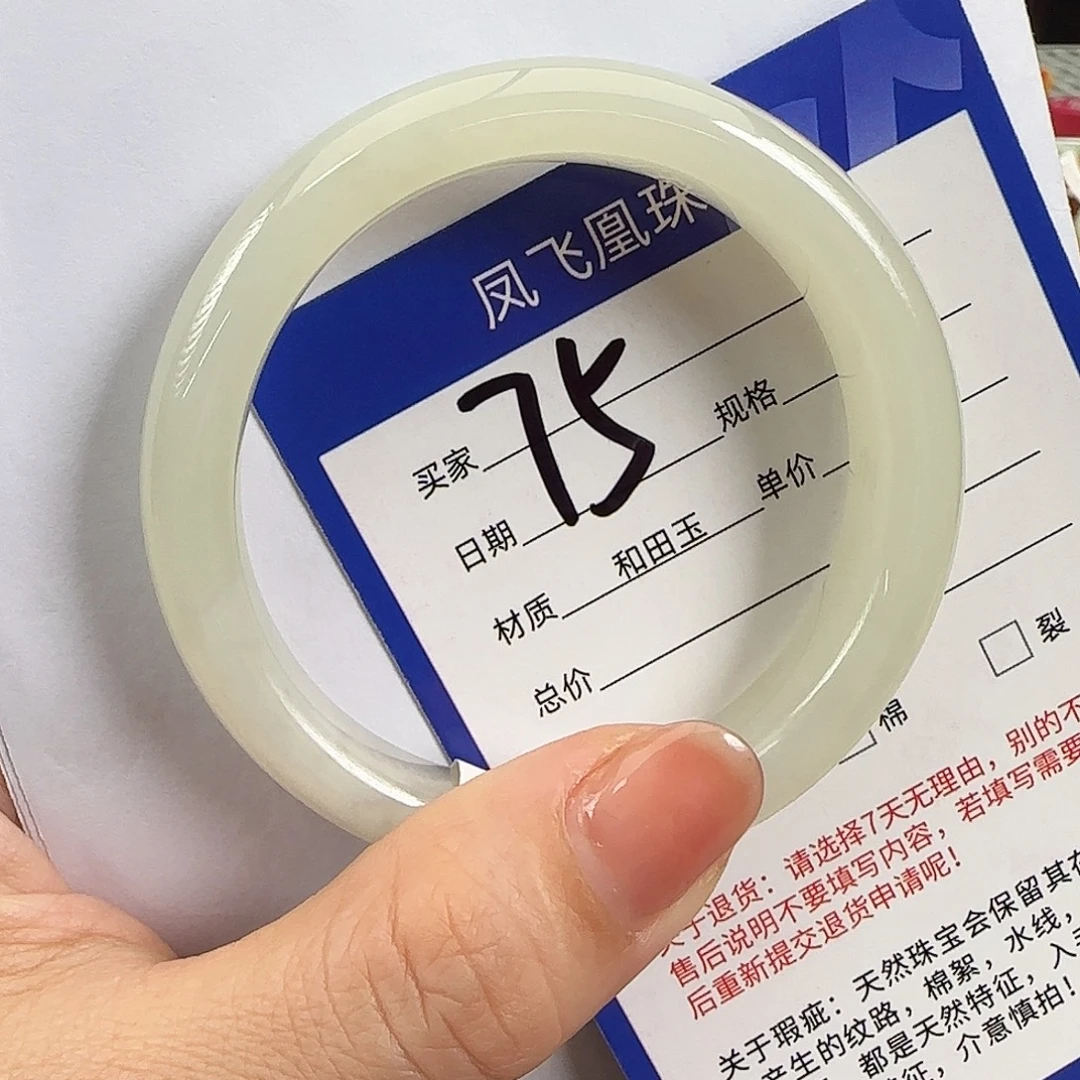 凤飞凰珠
75
买家
规格
日期
单价
材质 和田玉
总价
裂
棉
于退货：请选择7天无理由，别的不
售后说明不要填写内容，若填写需要
后重新提交退货申请呢！
关于瑕疵：天然珠宝会保留其在
产生的纹路，棉絮，水线，
都是天然特征，入手
征，介意慎拍！